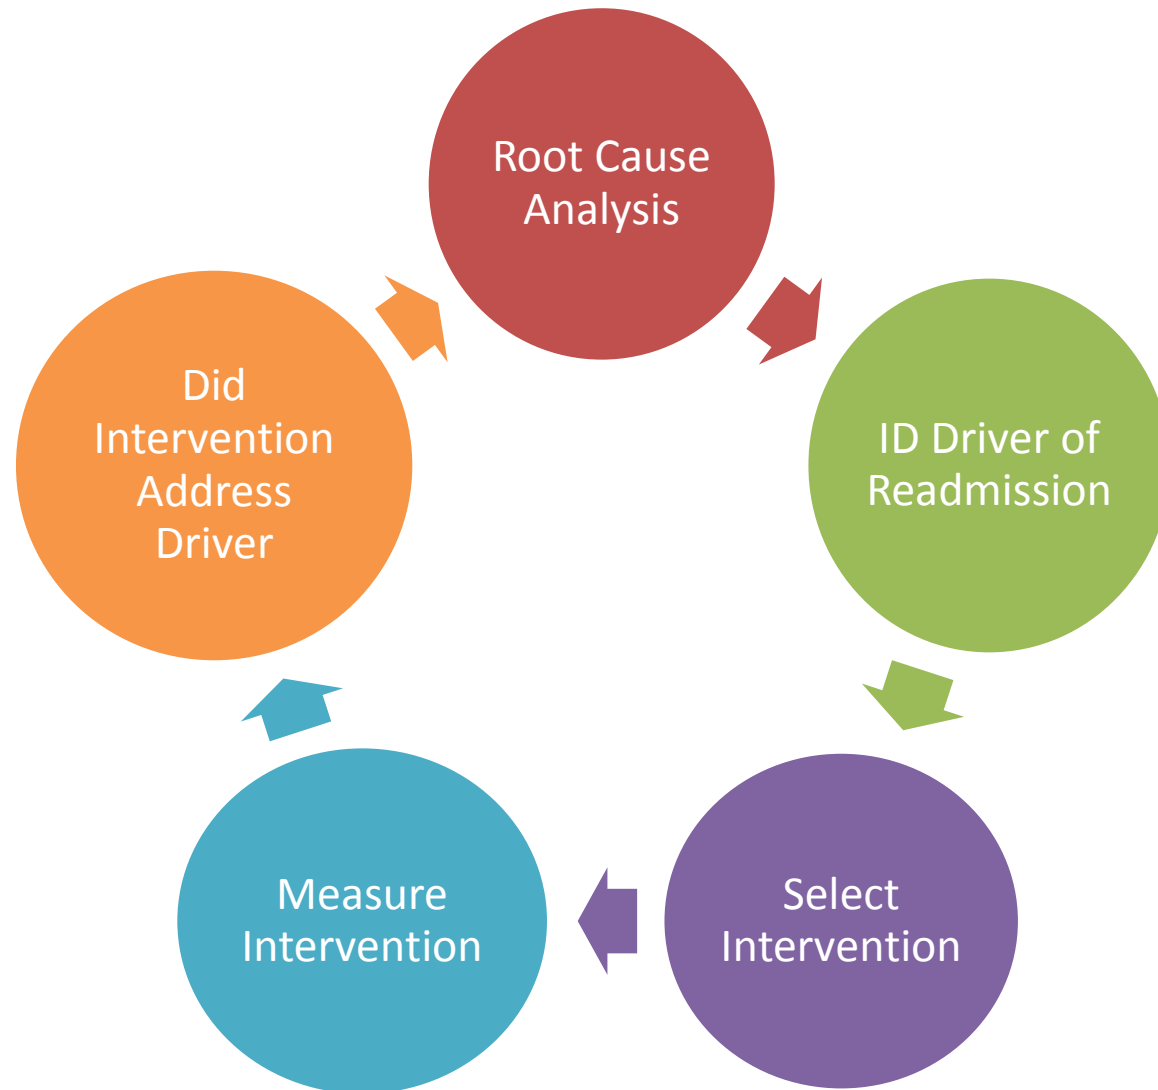 Root Cause
Analysis
ID Driver of
Readmission
Select
Intervention
Measure
Intervention
Did
Intervention
Address
Driver